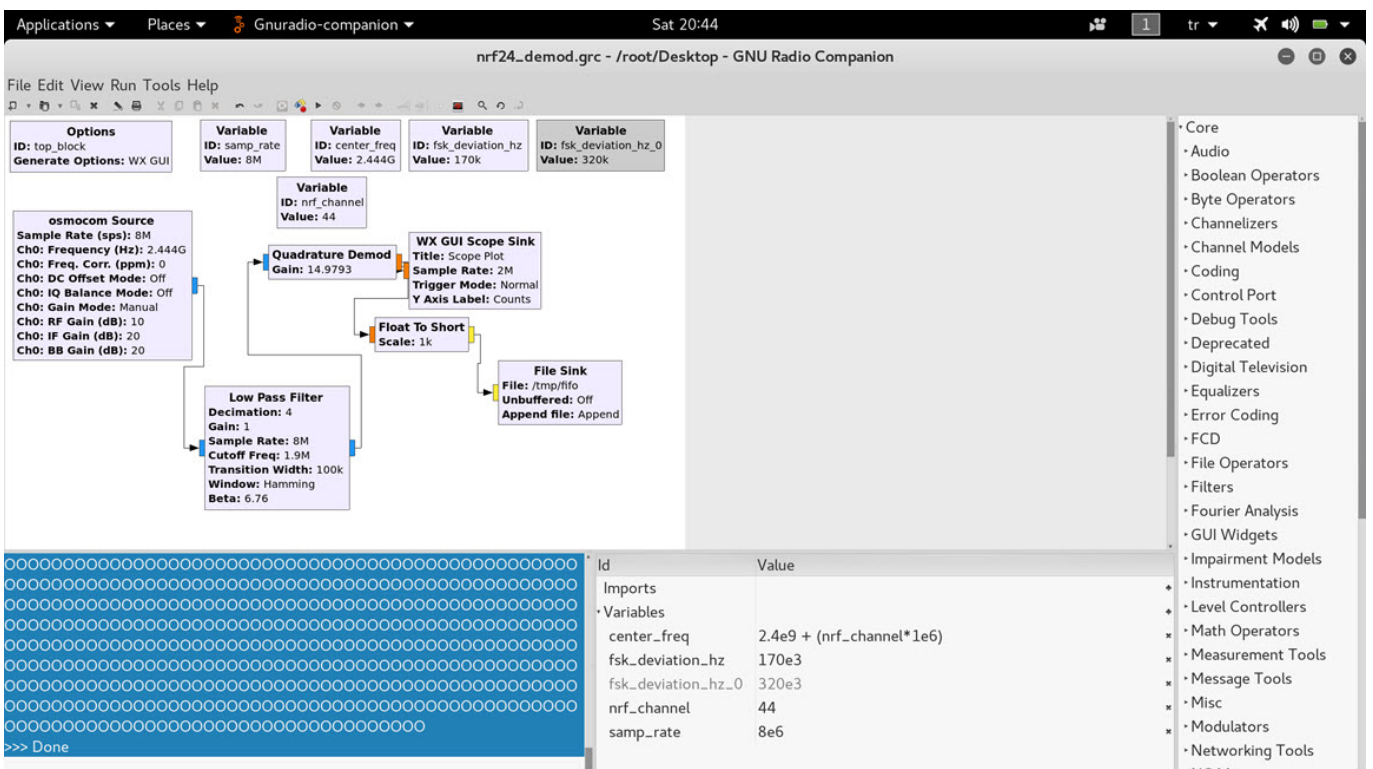 Applications Places Gnuradio-companion Sat 20:44 1 tr
nrf24_demod.grc - /root/Desktop - GNU Radio Companion
File Edit View Run Tools Help
Options
ID: top_block
Generate Options: WX GUI
Variable
ID: samp_rate
Value: 8M
Variable
ID: center_freq
Value: 2.444G
Variable
ID: fsk_deviation_hz
Value: 170k
Variable
ID: fsk_deviation_hz_0
Value: 320k
Variable
ID: nrf_channel
Value: 44
osmocom Source
Sample Rate (sps): 8M
Ch0: Frequency (Hz): 2.444G
Ch0: Freq. Corr. (ppm): 0
Ch0: DC Offset Mode: Off
Ch0: IQ Balance Mode: Off
Ch0: Gain Mode: Manual
Ch0: RF Gain (dB): 10
Ch0: IF Gain (dB): 20
Ch0: BB Gain (dB): 20
Quadrature Demod
Gain: 14.9793
WX GUI Scope Sink
Title: Scope Plot
Sample Rate: 2M
Trigger Mode: Normal
Y Axis Label: Counts
Float To Short
Scale: 1k
File Sink
File: /tmp/fifo
Unbuffered: Off
Append file: Append
Low Pass Filter
Decimation: 4
Gain: 1
Sample Rate: 8M
Cutoff Freq: 1.9M
Transition Width: 100k
Window: Hamming
Beta: 6.76
OOOOOOOOOOOOOOOOOOOOOOOOOOOOOOOOOOOOOOOOOOO
OOOOOOOOOOOOOOOOOOOOOOOOOOOOOOOOOOOOOOOOOOO
OOOOOOOOOOOOOOOOOOOOOOOOOOOOOOOOOOOOOOOOOOO
OOOOOOOOOOOOOOOOOOOOOOOOOOOOOOOOOOOOOOOOOOO
OOOOOOOOOOOOOOOOOOOOOOOOOOOOOOOOOOOOOOOOOOO
OOOOOOOOOOOOOOOOOOOOOOOOOOOOOOOOOOOOOOOOOOO
OOOOOOOOOOOOOOOOOOOOOOOOOOOOOOOOOOOOOOOOOOO
OOOOOOOOOOOOOOOOOOOOOOOOOOOOOOOOOOOOOOOOOOO
OOOOOOOOOOOOOOOOOOOOOOOOOOOOOOOO
>>> Done
Id Value
Imports
Variables
center_freq 2.4e9 + (nrf_channel*1e6)
fsk_deviation_hz 170e3
fsk_deviation_hz_0 320e3
nrf_channel 44
samp_rate 8e6
Core
Audio
Boolean Operators
Byte Operators
Channelizers
Channel Models
Coding
Control Port
Debug Tools
Deprecated
Digital Television
Equalizers
Error Coding
FCD
File Operators
Filters
Fourier Analysis
GUI Widgets
Impairment Models
Instrumentation
Level Controllers
Math Operators
Measurement Tools
Message Tools
Misc
Modulators
Networking Tools